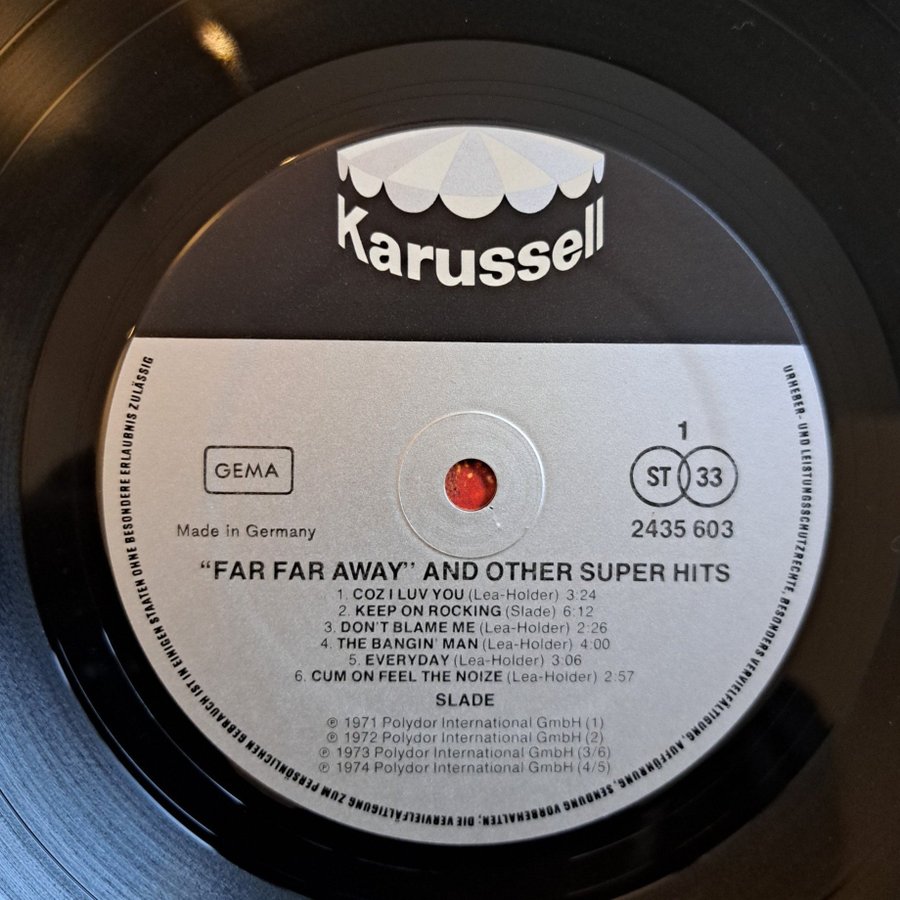 Karussell
GEMA
Made in Germany
1
ST 33
2435 603
“FAR FAR AWAY” AND OTHER SUPER HITS
1. COZ I LUV YOU (Lea-Holder) 3:24
2. KEEP ON ROCKING (Slade) 6:12
3. DON'T BLAME ME (Lea-Holder) 2:26
4. THE BANGIN' MAN (Lea-Holder) 4:00
5. EVERYDAY (Lea-Holder) 3:06
6. CUM ON FEEL THE NOIZE (Lea-Holder) 2:57
SLADE
℗ 1971 Polydor International GmbH (1)
℗ 1972 Polydor International GmbH (2)
℗ 1973 Polydor International GmbH (3/6)
℗ 1974 Polydor International GmbH (4/5)
URHEBER- UND LEISTUNGSSCHUTZRECHTE, BESONDERS VERVIELFÄLTIGUNG, AUFFÜHRUNG, SENDUNG VORBEHALTEN; DIE VERVIELFÄLTIGUNG ZUM PERSÖNLICHEN GEBRAUCH IST IN EINIGEN STAATEN OHNE BESONDERE ERLAUBNIS ZULÄSSIG